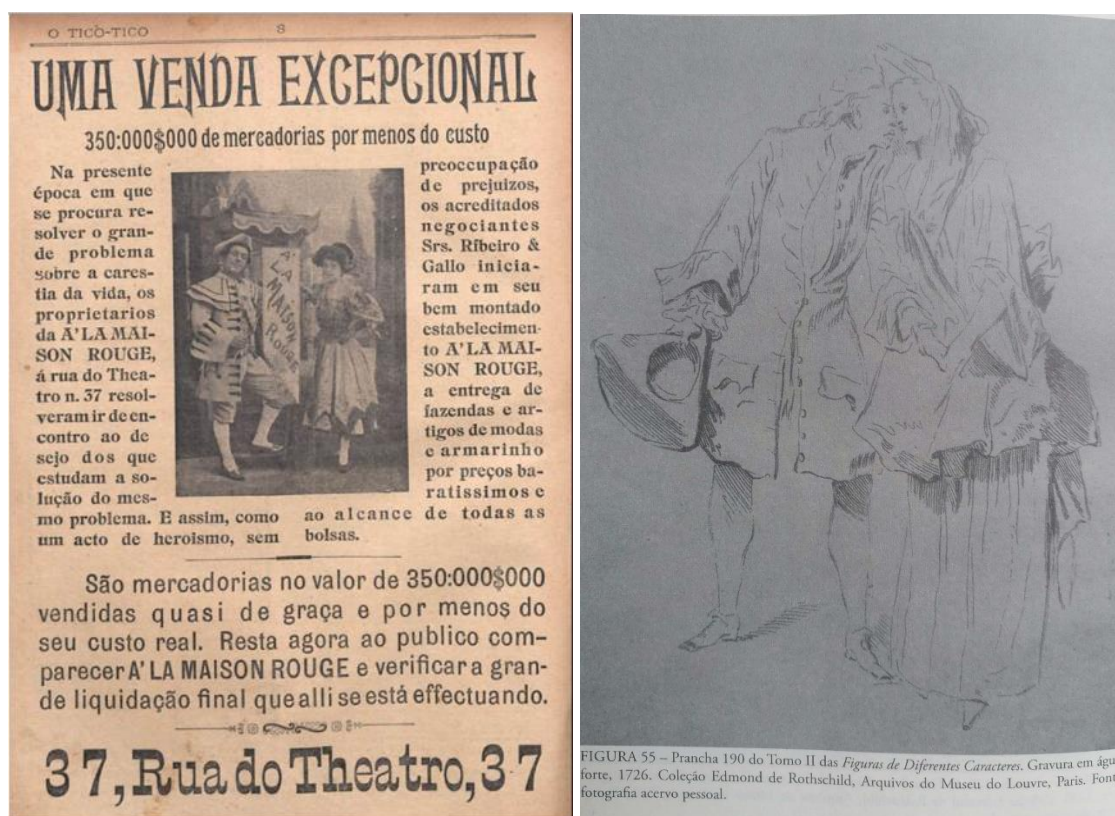 O TICO-TICO
8
UMA VENDA EXCEPCIONAL
350:000$000 de mercadorias por menos do custo
Na presente
época em que
se procura re-
solver o gran-
de problema
sobre a cares-
tia da vida, os
proprietarios
da A'LA MAI-
SON ROUGE,
á rua do Thea-
tro n. 37 resol-
veram ir de en-
contro ao de
sejo dos que
estudam a so-
lução do mes-
mo problema. E assim, como
um acto de heroismo, sem
A'
LA
MAISON
ROUGE
preoccupação
de prejuizos,
os acreditados
negociantes
Srs. Ribeiro &
Gallo inicia-
ram em seu
bem montado
estabelecimen-
to A'LA MAI-
SON ROUGE,
a entrega de
fazendas e ar-
tigos de modas
e armarinho
por preços ba-
ratissimos e
ao alcance de todas as
bolsas.
São mercadorias no valor de 350:000$000
vendidas quasi de graça e por menos do
seu custo real. Resta agora ao publico com-
parecer A' LA MAISON ROUGE e verificar a gran-
de liquidação final que alli se está effectuando.
37, Rua do Theatro, 37
FIGURA 55 – Prancha 190 do Tomo II das Figuras de Diferentes Caracteres. Gravura em águ
forte, 1726. Coleção Edmond de Rothschild, Arquivos do Museu do Louvre, Paris. Font
fotografia acervo pessoal.